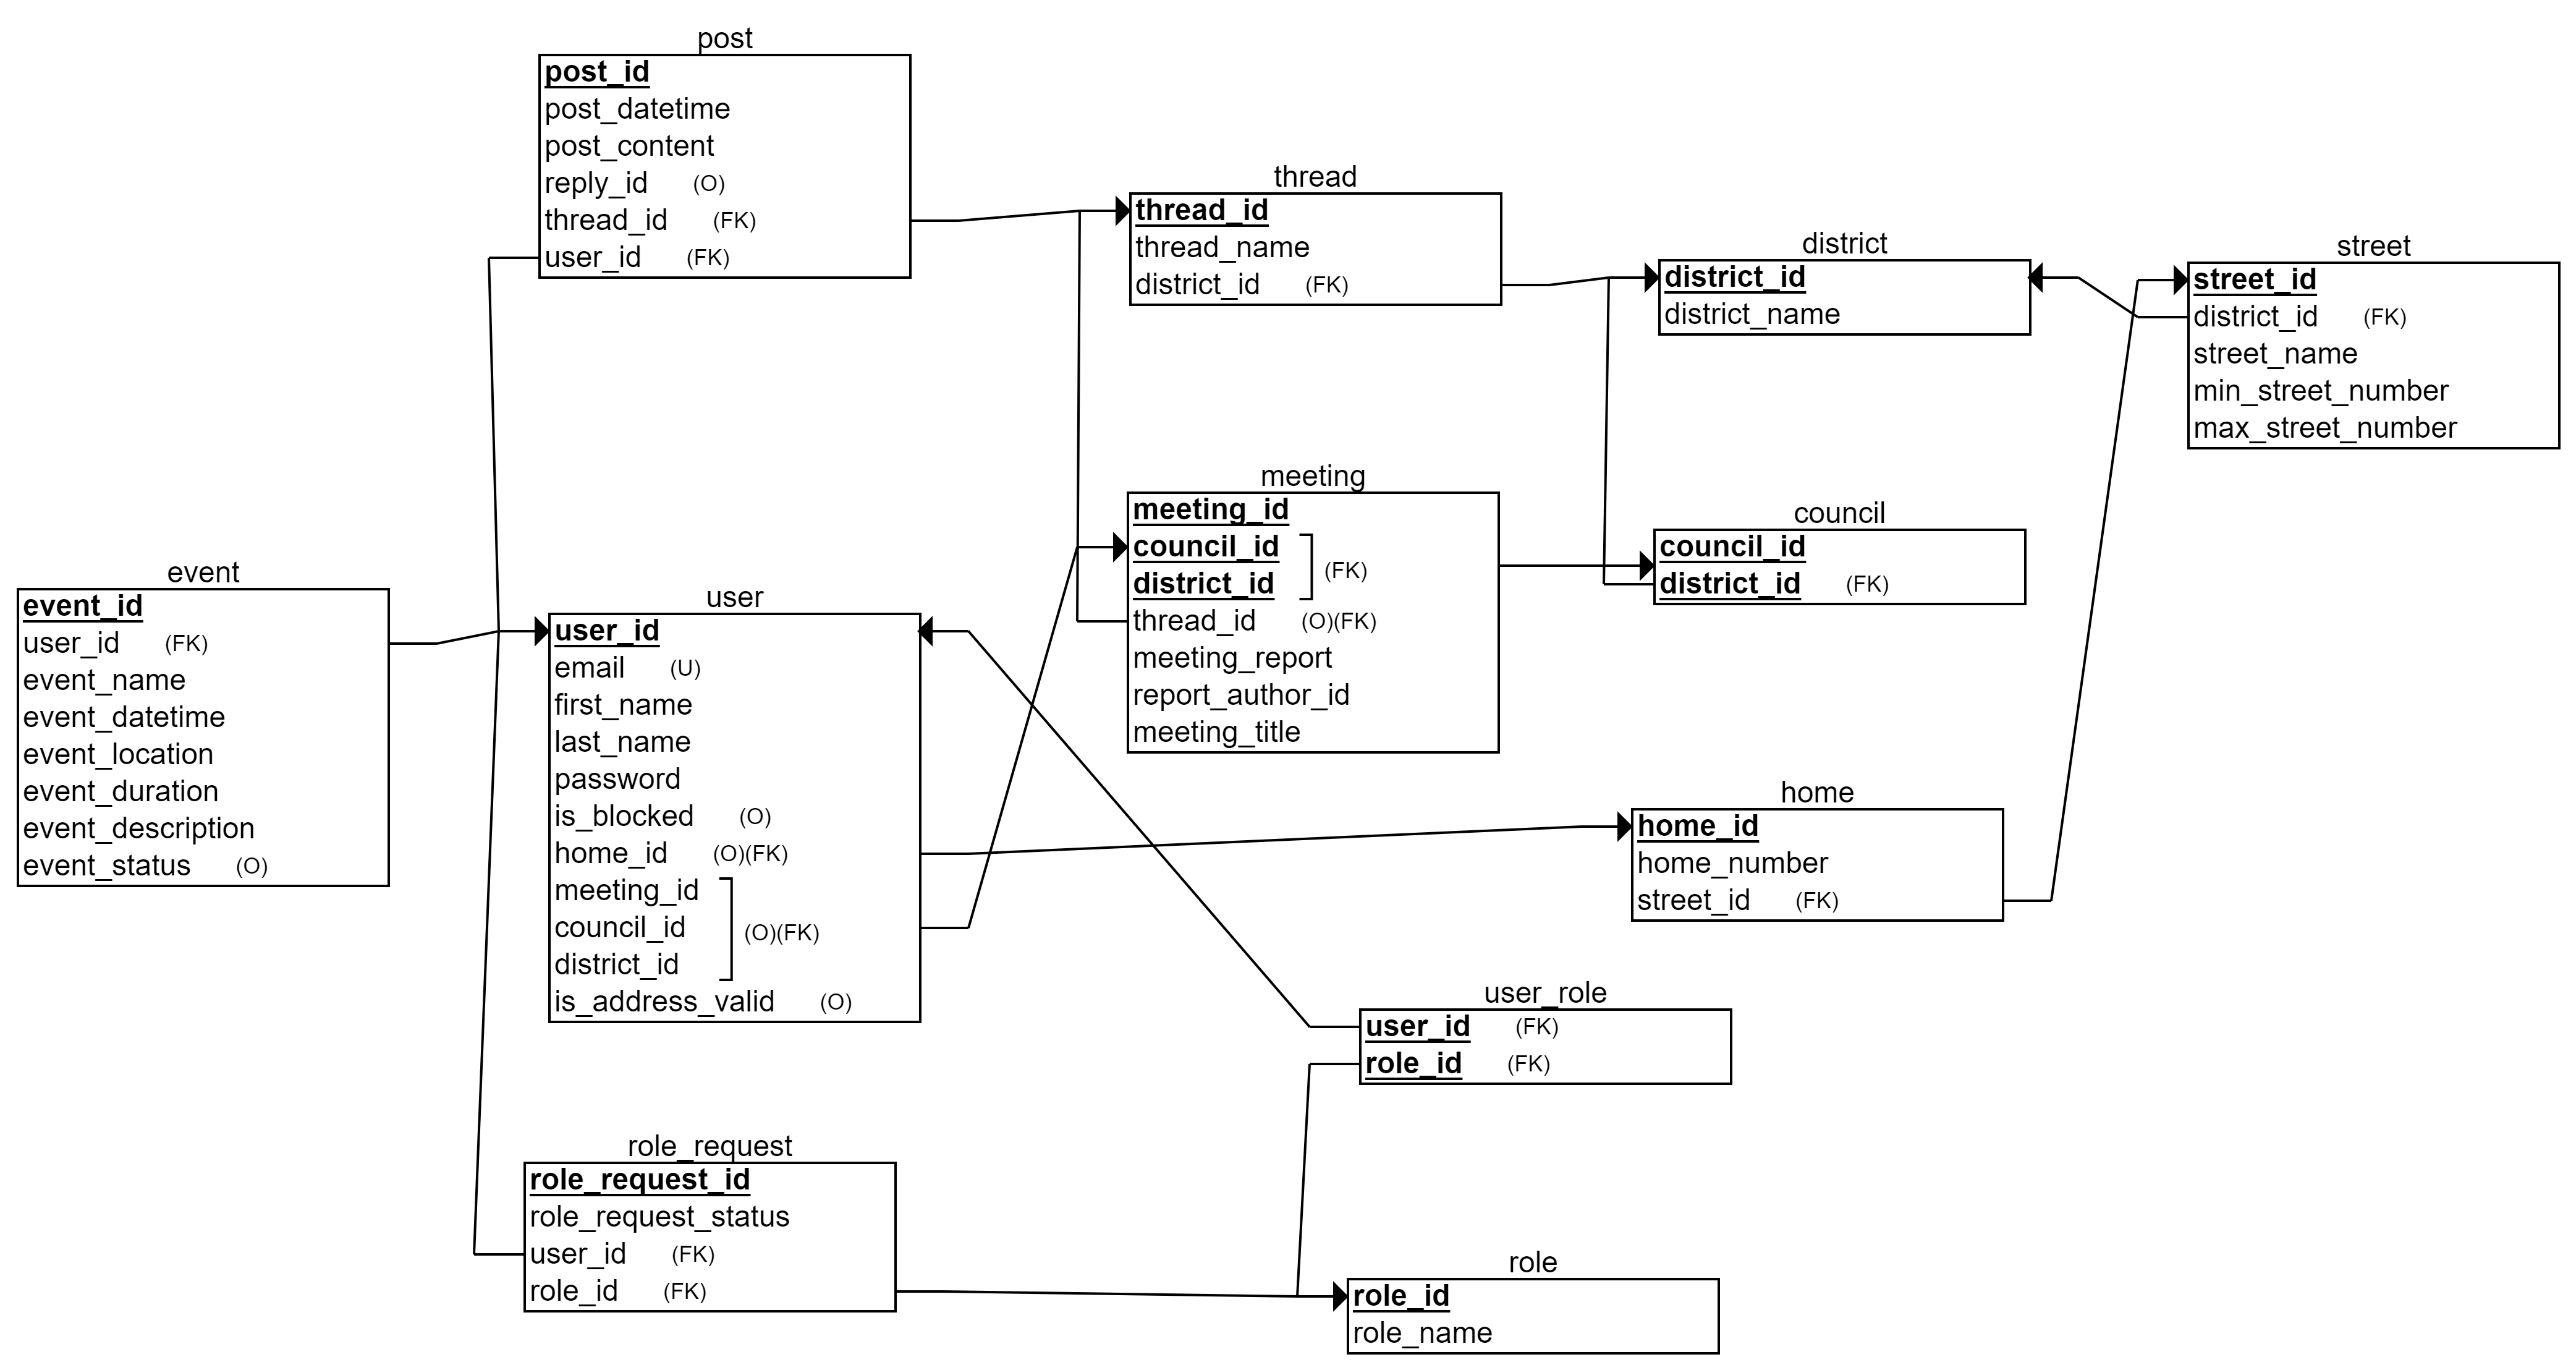 post
post_id
post_datetime
post_content
reply_id (O)
thread_id (FK)
user_id (FK)
thread
thread_id
thread_name
district_id (FK)
district
district_id
district_name
street
street_id
district_id (FK)
street_name
min_street_number
max_street_number
meeting
meeting_id
council_id
district_id
(FK)
thread_id (O)(FK)
meeting_report
report_author_id
meeting_title
council
council_id
district_id (FK)
event
event_id
user_id (FK)
event_name
event_datetime
event_location
event_duration
event_description
event_status (O)
user
user_id
email (U)
first_name
last_name
password
is_blocked (O)
home_id (O)(FK)
meeting_id
council_id
district_id
(O)(FK)
is_address_valid (O)
home
home_id
home_number
street_id (FK)
user_role
user_id (FK)
role_id (FK)
role_request
role_request_id
role_request_status
user_id (FK)
role_id (FK)
role
role_id
role_name